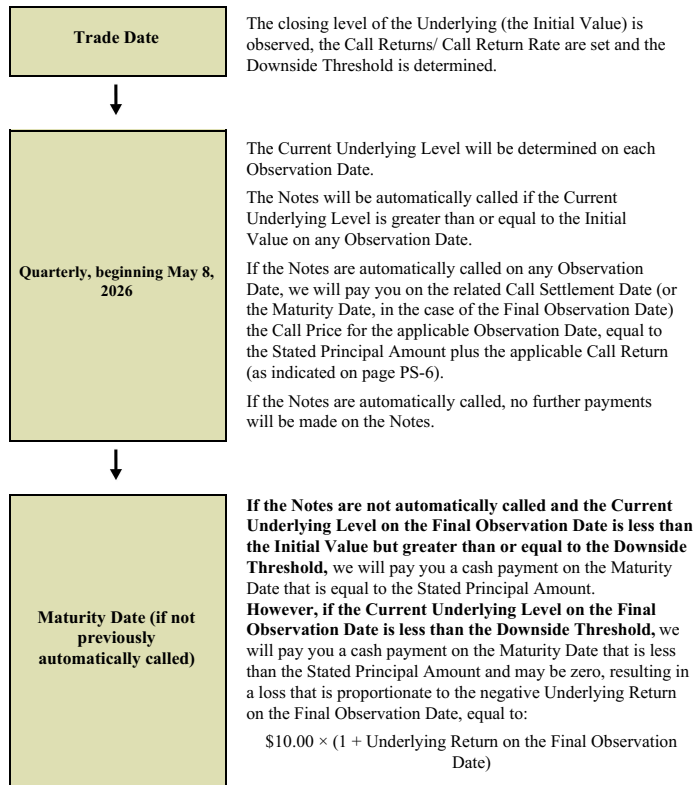 Trade Date
The closing level of the Underlying (the Initial Value) is
observed, the Call Returns/ Call Return Rate are set and the
Downside Threshold is determined.
Quarterly, beginning May 8,
2026
The Current Underlying Level will be determined on each
Observation Date.
The Notes will be automatically called if the Current
Underlying Level is greater than or equal to the Initial
Value on any Observation Date.
If the Notes are automatically called on any Observation
Date, we will pay you on the related Call Settlement Date (or
the Maturity Date, in the case of the Final Observation Date)
the Call Price for the applicable Observation Date, equal to
the Stated Principal Amount plus the applicable Call Return
(as indicated on page PS-6).
If the Notes are automatically called, no further payments
will be made on the Notes.
Maturity Date (if not
previously
automatically called)
If the Notes are not automatically called and the Current
Underlying Level on the Final Observation Date is less than
the Initial Value but greater than or equal to the Downside
Threshold, we will pay you a cash payment on the Maturity
Date that is equal to the Stated Principal Amount.
However, if the Current Underlying Level on the Final
Observation Date is less than the Downside Threshold, we
will pay you a cash payment on the Maturity Date that is less
than the Stated Principal Amount and may be zero, resulting in
a loss that is proportionate to the negative Underlying Return
on the Final Observation Date, equal to:
$10.00 × (1 + Underlying Return on the Final Observation
Date)